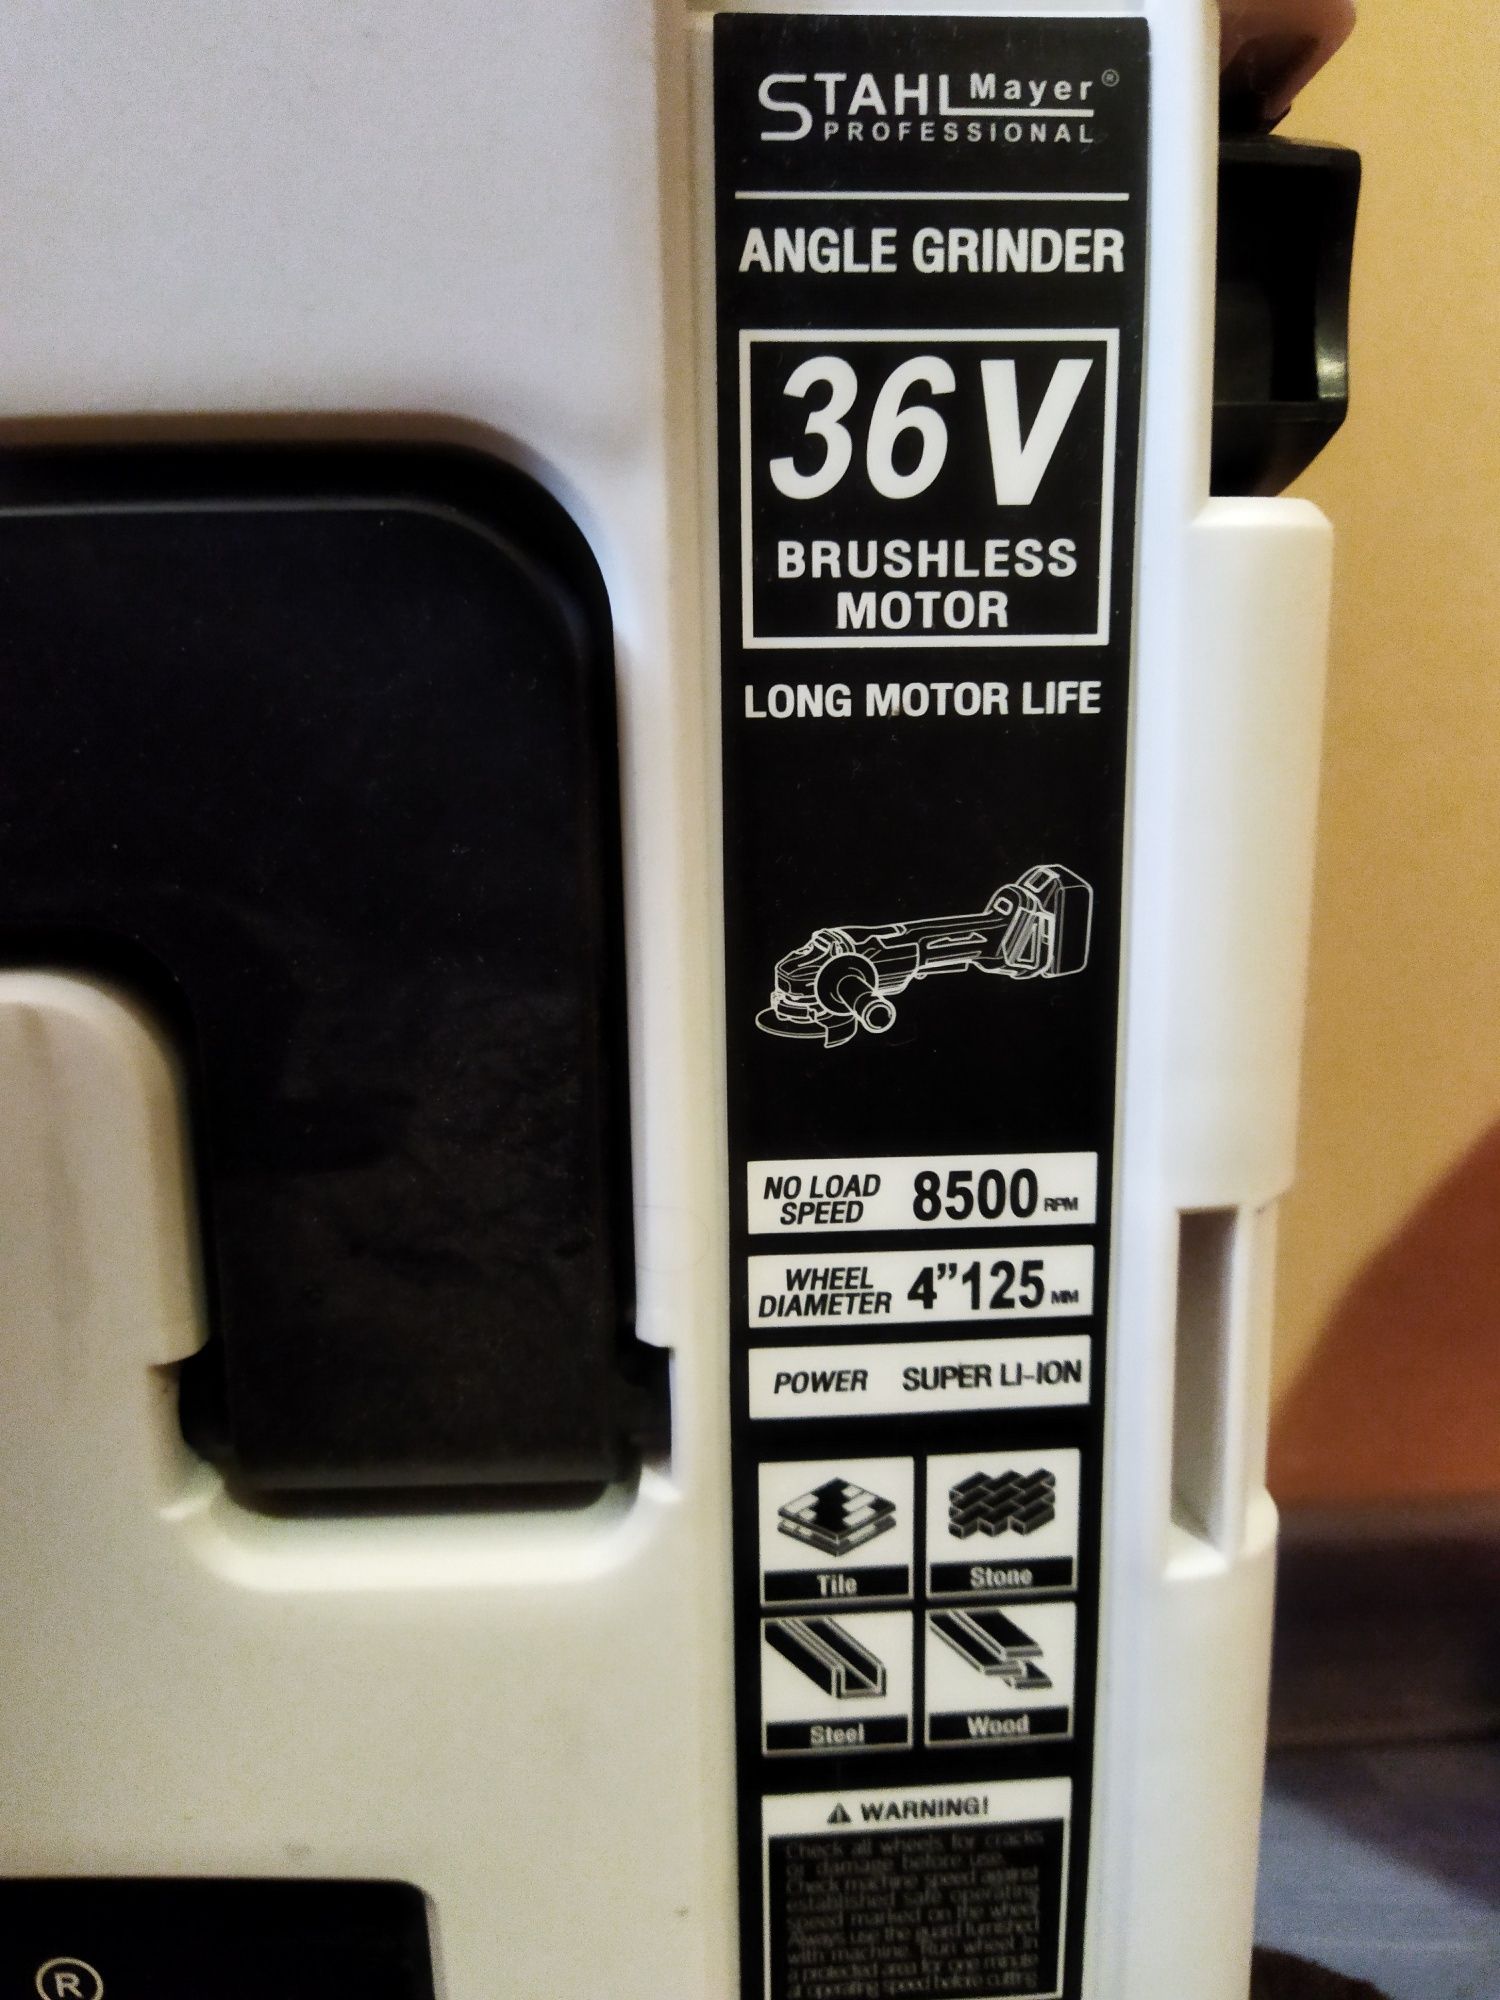 STAHL Mayer®
PROFESSIONAL
ANGLE GRINDER
36V
BRUSHLESS
MOTOR
LONG MOTOR LIFE
NO LOAD SPEED 8500 RPM
WHEEL DIAMETER 4”125 MM
POWER SUPER LI-ION
Tile Stone
Steel Wood
⚠ WARNING!
Check all wheels for cracks
or damage before use.
Check machine speed against
established safe operating
speed marked on the wheel
Always use the guard furnished
with machine. Run wheel in
a protected area for one minute
at operating speed before cutting
®